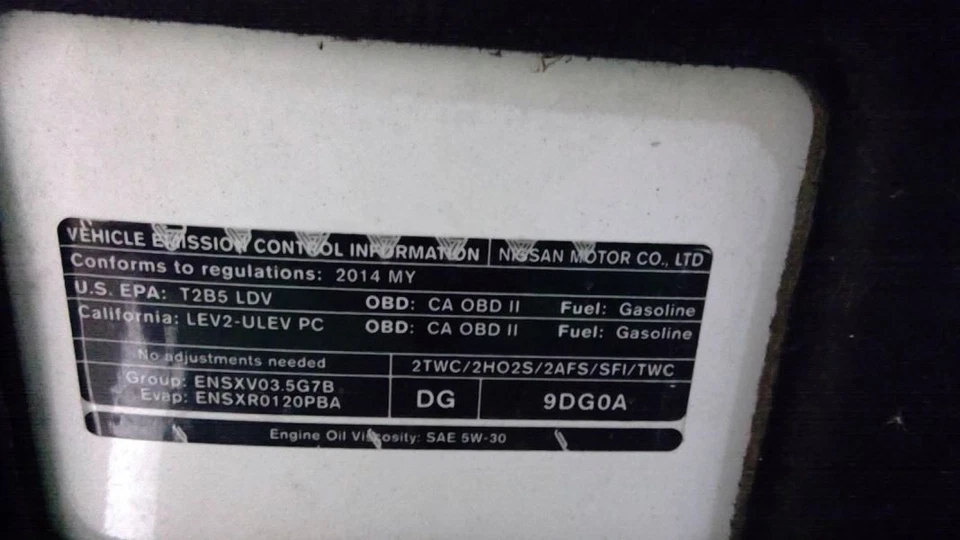 VEHICLE EMISSION CONTROL INFORMATION NISSAN MOTOR CO., LTD
Conforms to regulations: 2014 MY
U.S. EPA: T2B5 LDV OBD: CA OBD II Fuel: Gasoline
California: LEV2-ULEV PC OBD: CA OBD II Fuel: Gasoline
No adjustments needed 2TWC/2HO2S/2AFS/SFI/TWC
Group: ENSXV03.5G7B
Evap: ENSXR0120PBA DG 9DG0A
Engine Oil Viscosity: SAE 5W-30